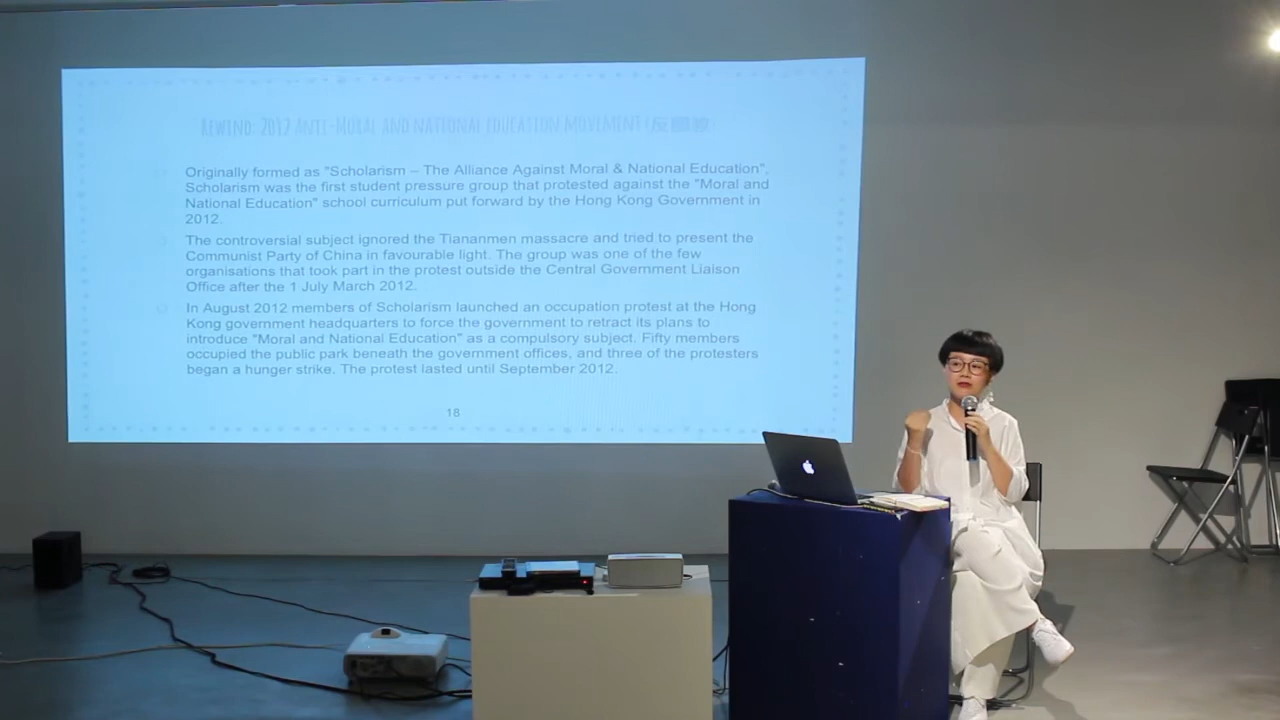 REWIND: 2012 ANTI-MORAL AND NATIONAL EDUCATION MOVEMENT
Originally formed as "Scholarism – The Alliance Against Moral & National Education",
Scholarism was the first student pressure group that protested against the "Moral and
National Education" school curriculum put forward by the Hong Kong Government in
2012.
The controversial subject ignored the Tiananmen massacre and tried to present the
Communist Party of China in favourable light. The group was one of the few
organisations that took part in the protest outside the Central Government Liaison
Office after the 1 July March 2012.
In August 2012 members of Scholarism launched an occupation protest at the Hong
Kong government headquarters to force the government to retract its plans to
introduce "Moral and National Education" as a compulsory subject. Fifty members
occupied the public park beneath the government offices, and three of the protesters
began a hunger strike. The protest lasted until September 2012.
18